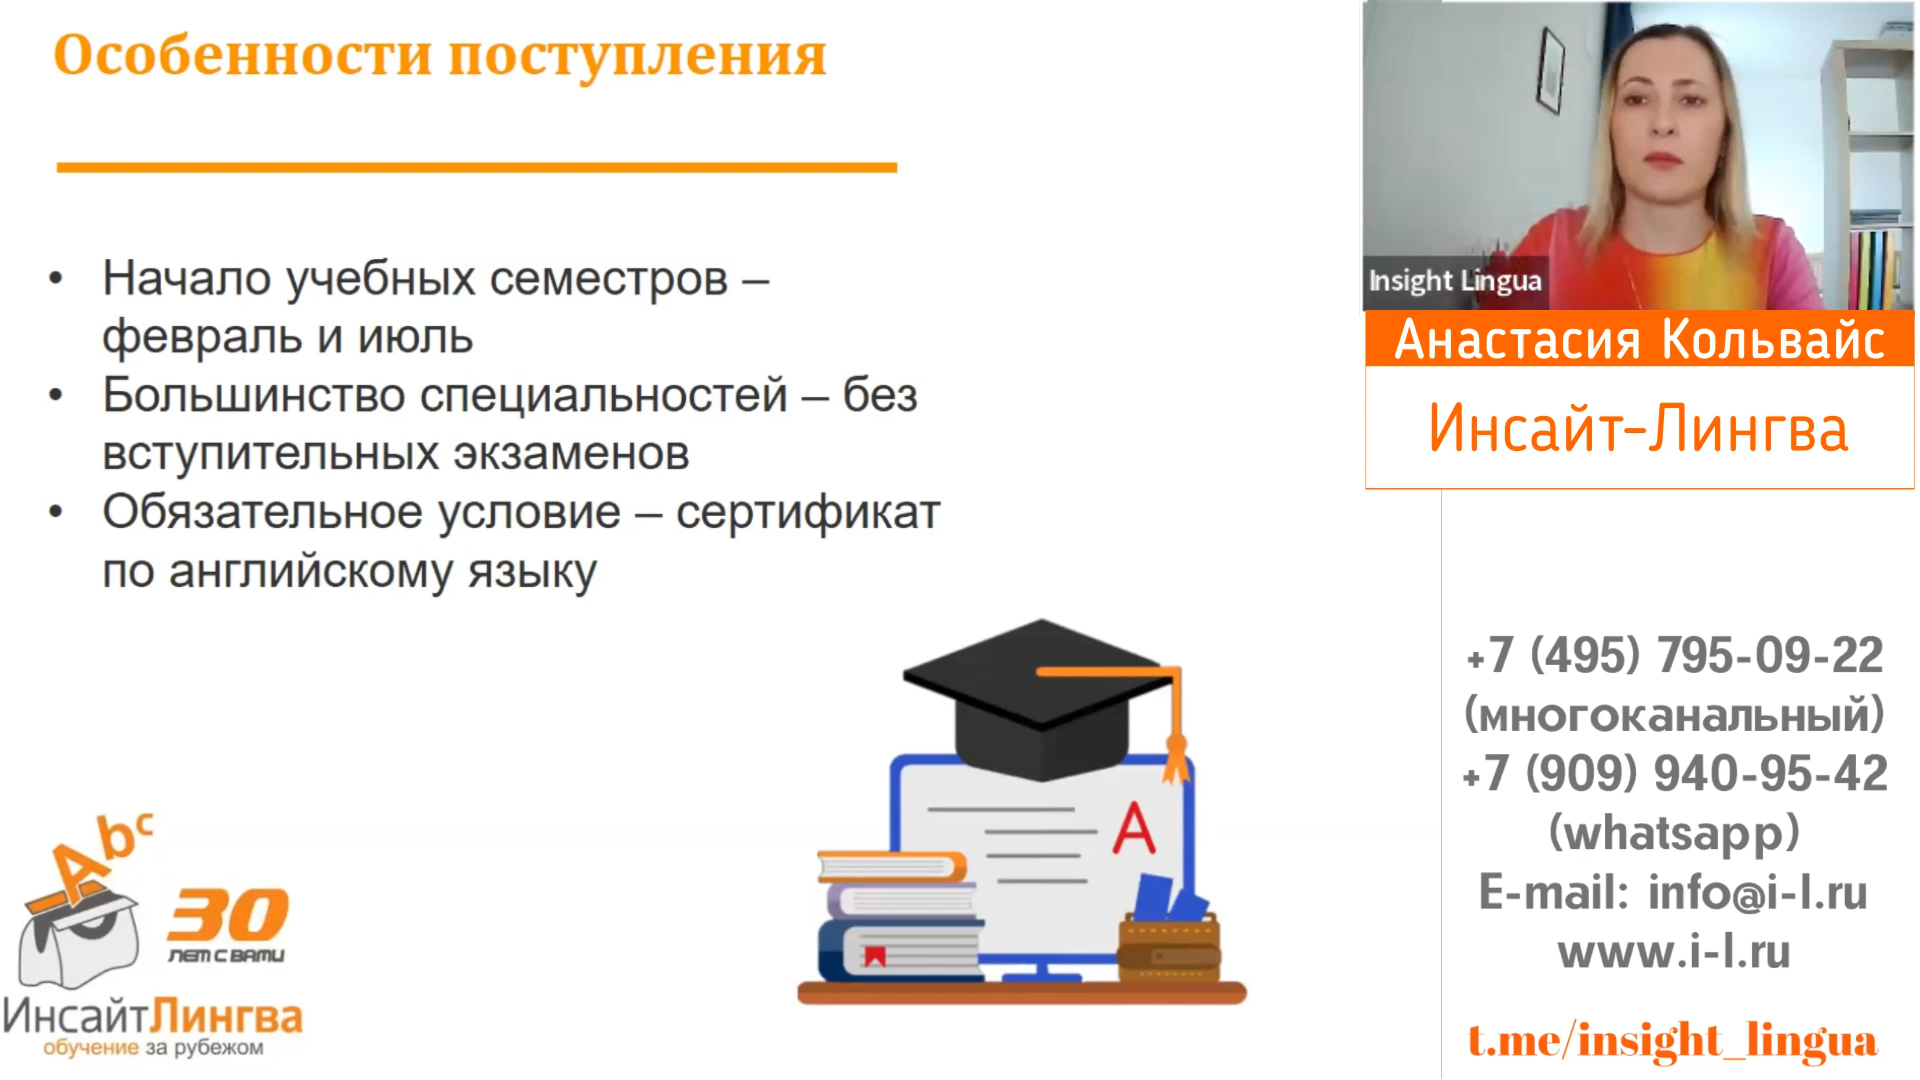 Особенности поступления
• Начало учебных семестров –
февраль и июль
• Большинство специальностей – без
вступительных экзаменов
• Обязательное условие – сертификат
по английскому языку
A
Abc
30
ЛЕТ С ВАМИ
ИнсайтЛингва
обучение за рубежом
Insight Lingua
Анастасия Кольвайс
Инсайт-Лингва
+7 (495) 795-09-22
(многоканальный)
+7 (909) 940-95-42
(whatsapp)
E-mail: info@i-l.ru
www.i-l.ru
t.me/insight_lingua